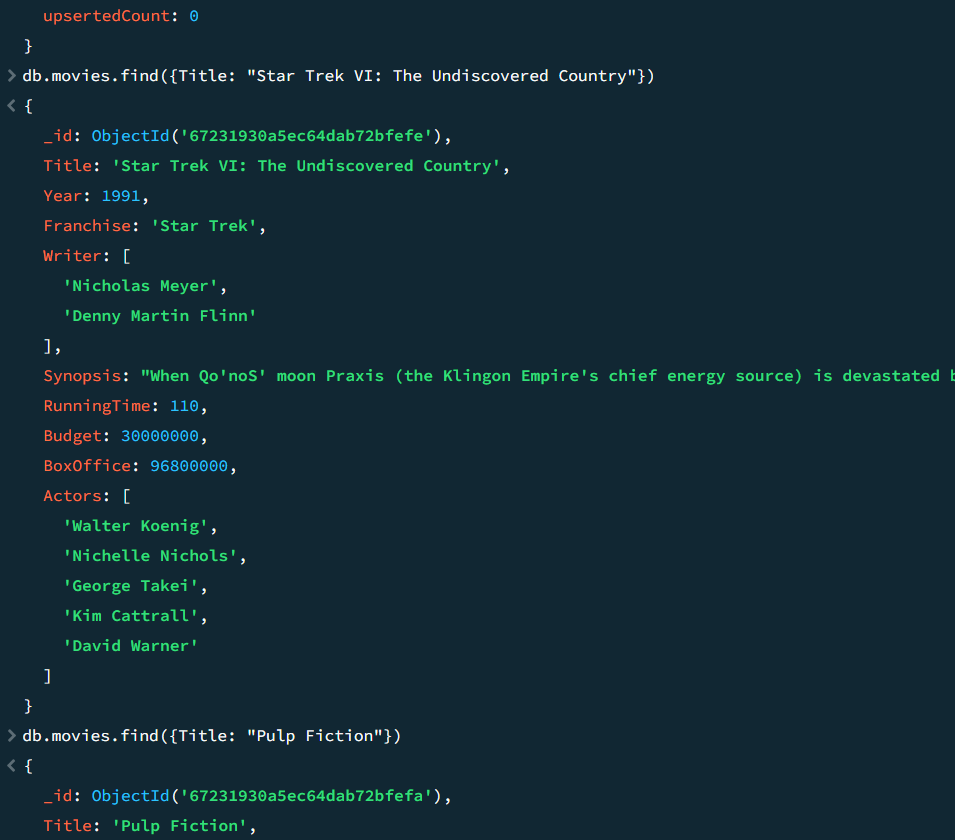 upsertedCount: 0
}
> db.movies.find({Title: "Star Trek VI: The Undiscovered Country"})
< {
_id: ObjectId('67231930a5ec64dab72bfefe'),
Title: 'Star Trek VI: The Undiscovered Country',
Year: 1991,
Franchise: 'Star Trek',
Writer: [
'Nicholas Meyer',
'Denny Martin Flinn'
],
Synopsis: "When Qo'noS' moon Praxis (the Klingon Empire's chief energy source) is devastated
RunningTime: 110,
Budget: 30000000,
BoxOffice: 96800000,
Actors: [
'Walter Koenig',
'Nichelle Nichols',
'George Takei',
'Kim Cattrall',
'David Warner'
]
}
> db.movies.find({Title: "Pulp Fiction"})
< {
_id: ObjectId('67231930a5ec64dab72bfefa'),
Title: 'Pulp Fiction',